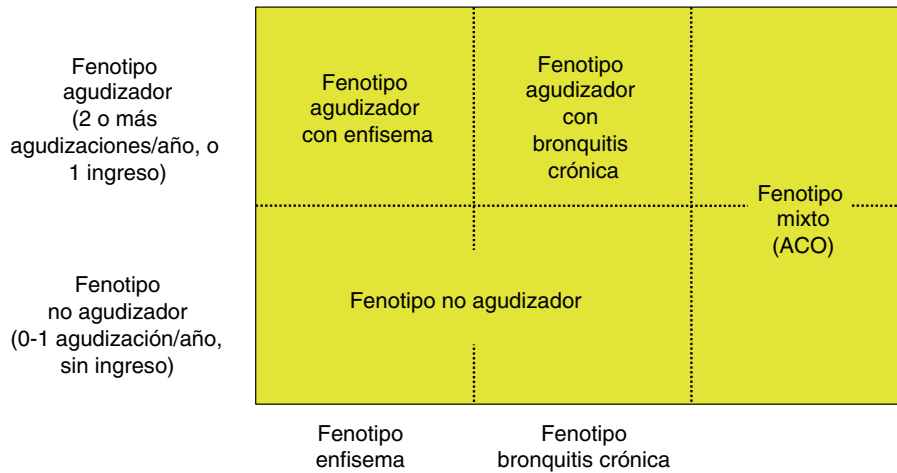 Fenotipo
agudizador
(2 o más
agudizaciones/año, o
1 ingreso)
Fenotipo
agudizador
con enfisema
Fenotipo
agudizador
con
bronquitis
crónica
Fenotipo
mixto
(ACO)
Fenotipo
no agudizador
(0-1 agudización/año,
sin ingreso)
Fenotipo no agudizador
Fenotipo
enfisema
Fenotipo
bronquitis crónica